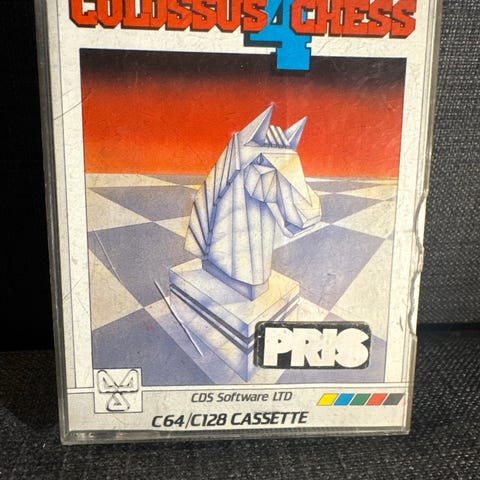 COLOSSUS 4 CHESS
PRIS
CDS Software LTD
C64/C128 CASSETTE